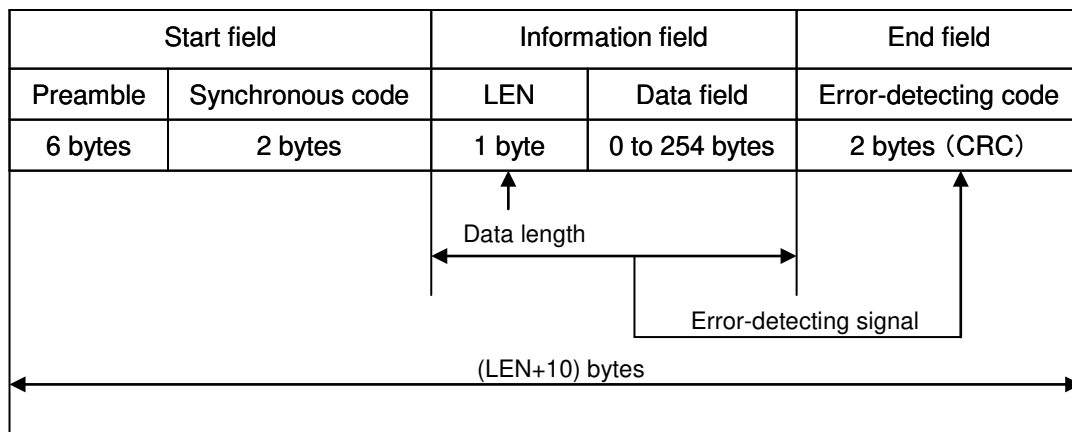 Start field Information field End field
Preamble Synchronous code LEN Data field Error-detecting code
6 bytes 2 bytes 1 byte 0 to 254 bytes 2 bytes (CRC)
Data length
Error-detecting signal
(LEN+10) bytes